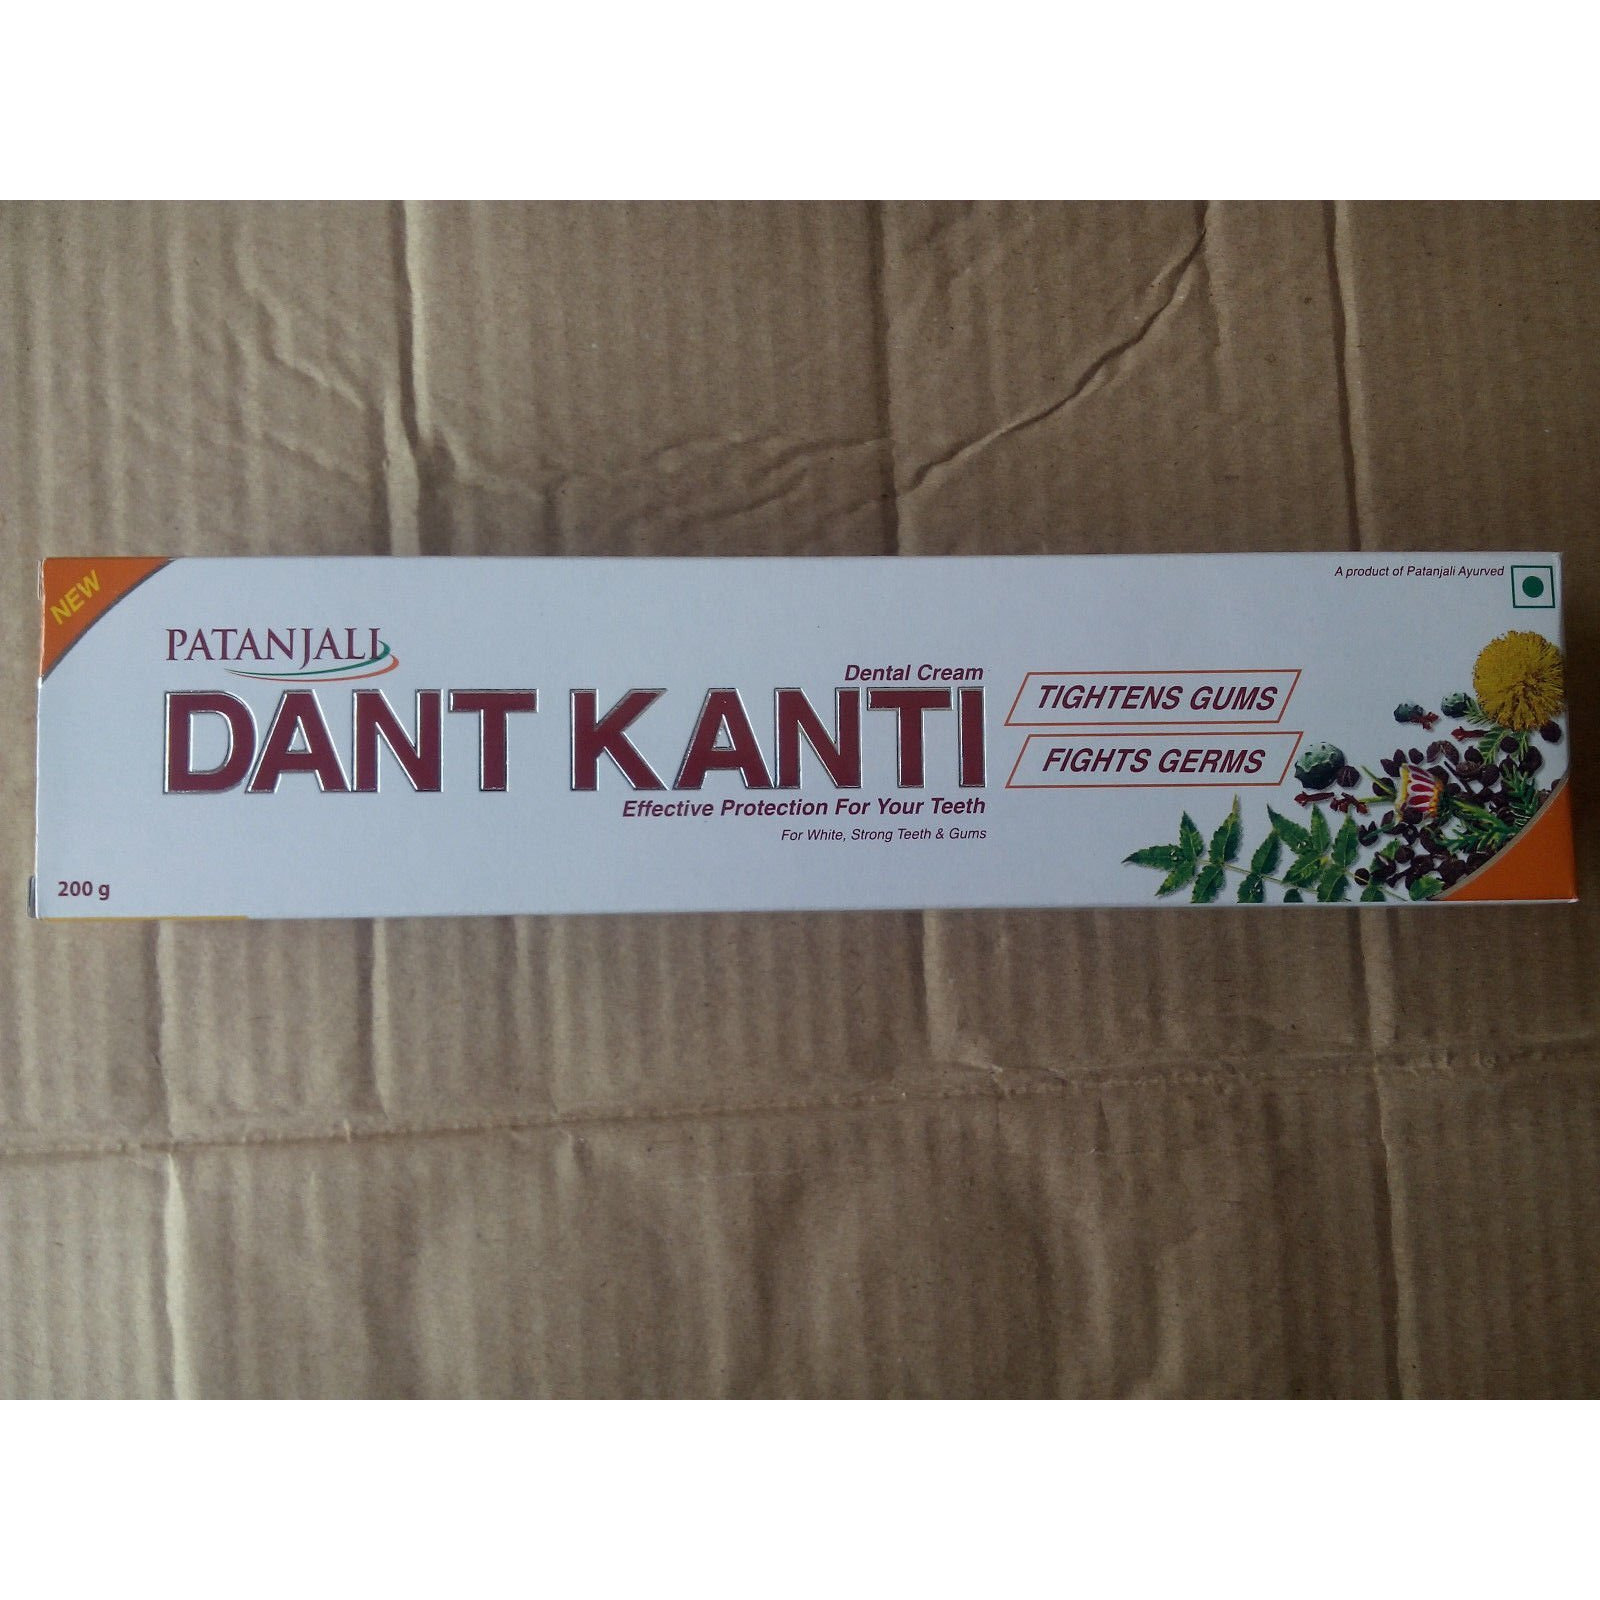 NEW
A product of Patanjali Ayurved
PATANJALI
Dental Cream
DANT KANTI
TIGHTENS GUMS
FIGHTS GERMS
Effective Protection For Your Teeth
For White, Strong Teeth & Gums
200 g